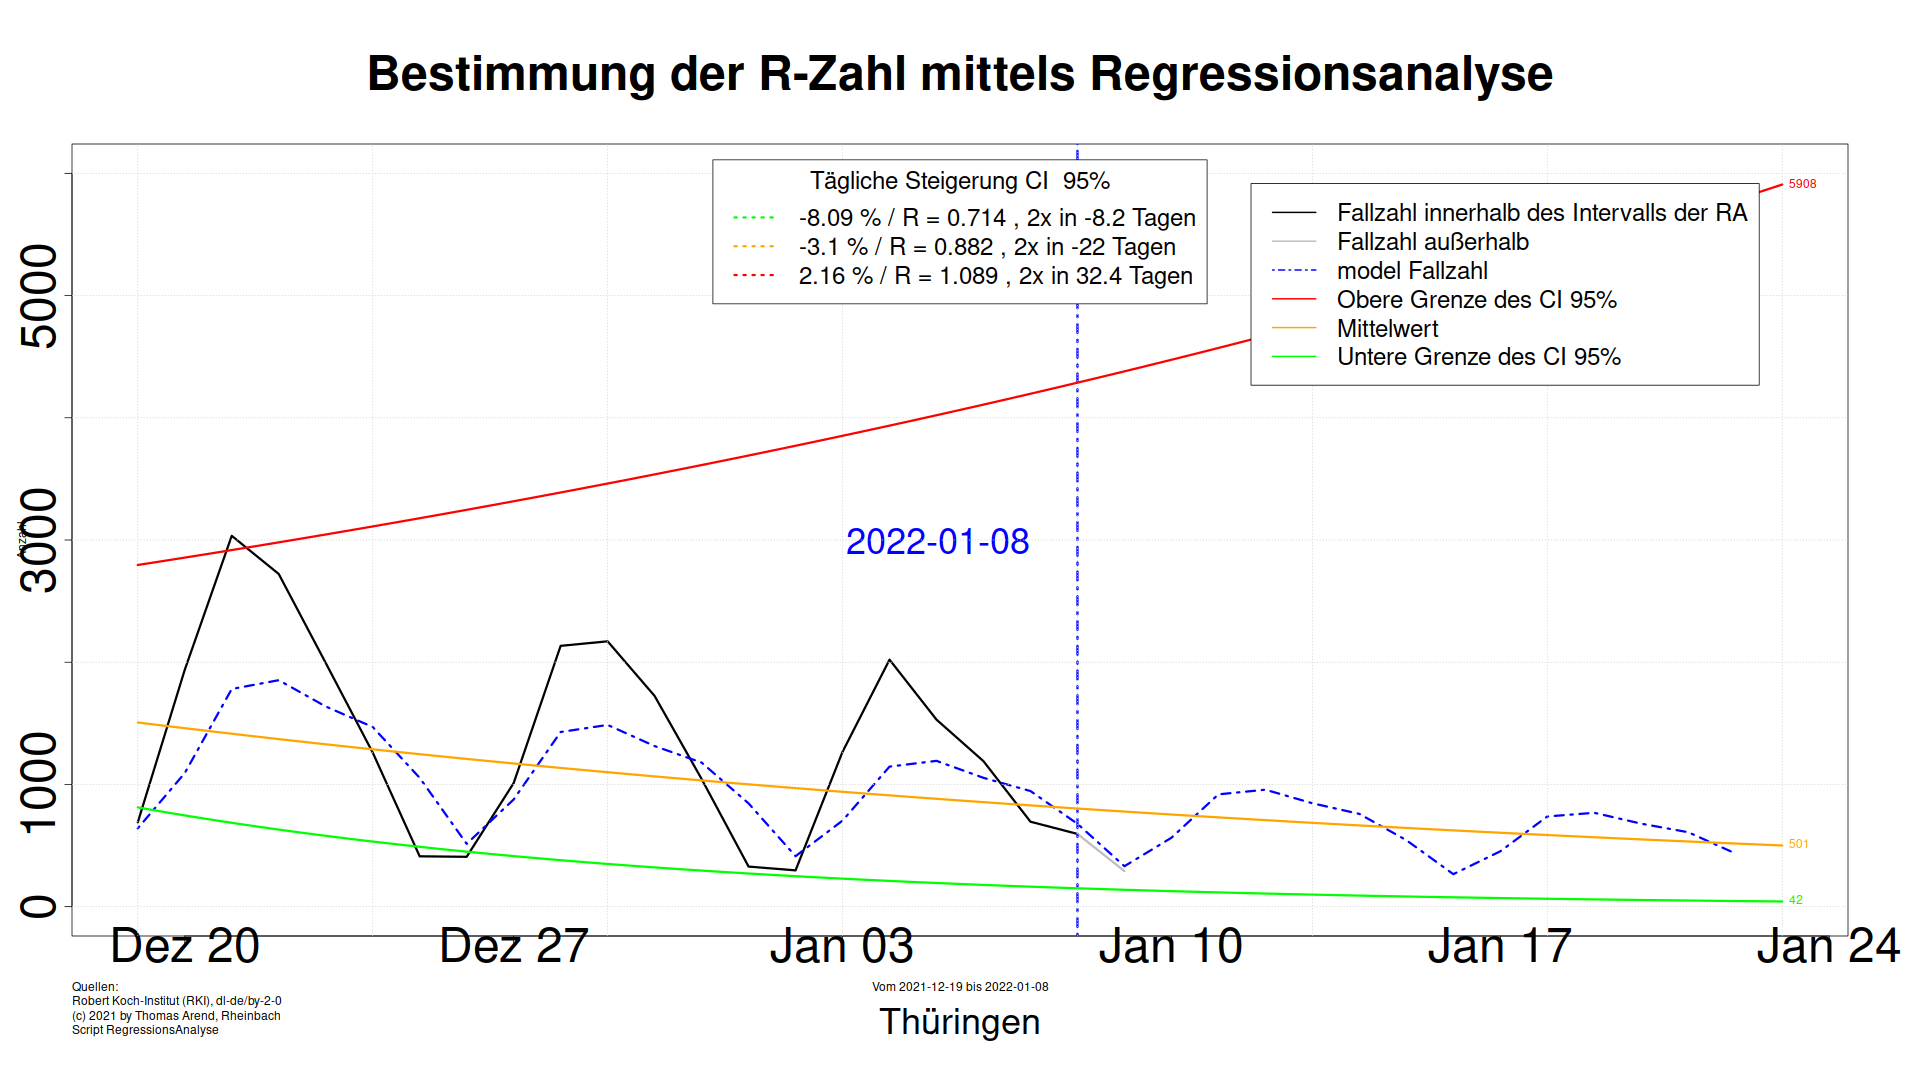 Bestimmung der R-Zahl mittels Regressionsanalyse
Tägliche Steigerung CI  95%
-8.09 % / R = 0.714 , 2x in -8.2 Tagen
-3.1 % / R = 0.882 , 2x in -22 Tagen
2.16 % / R = 1.089 , 2x in 32.4 Tagen
Fallzahl innerhalb des Intervalls der RA
Fallzahl außerhalb
model Fallzahl
Obere Grenze des CI 95%
Mittelwert
Untere Grenze des CI 95%
5908
5000
3000
1000
0
Anzahl
2022-01-08
501
42
Dez 20
Dez 27
Jan 03
Jan 10
Jan 17
Jan 24
Quellen:
Robert Koch-Institut (RKI), dl-de/by-2-0
(c) 2021 by Thomas Arend, Rheinbach
Script RegressionsAnalyse
Vom 2021-12-19 bis 2022-01-08
Thüringen